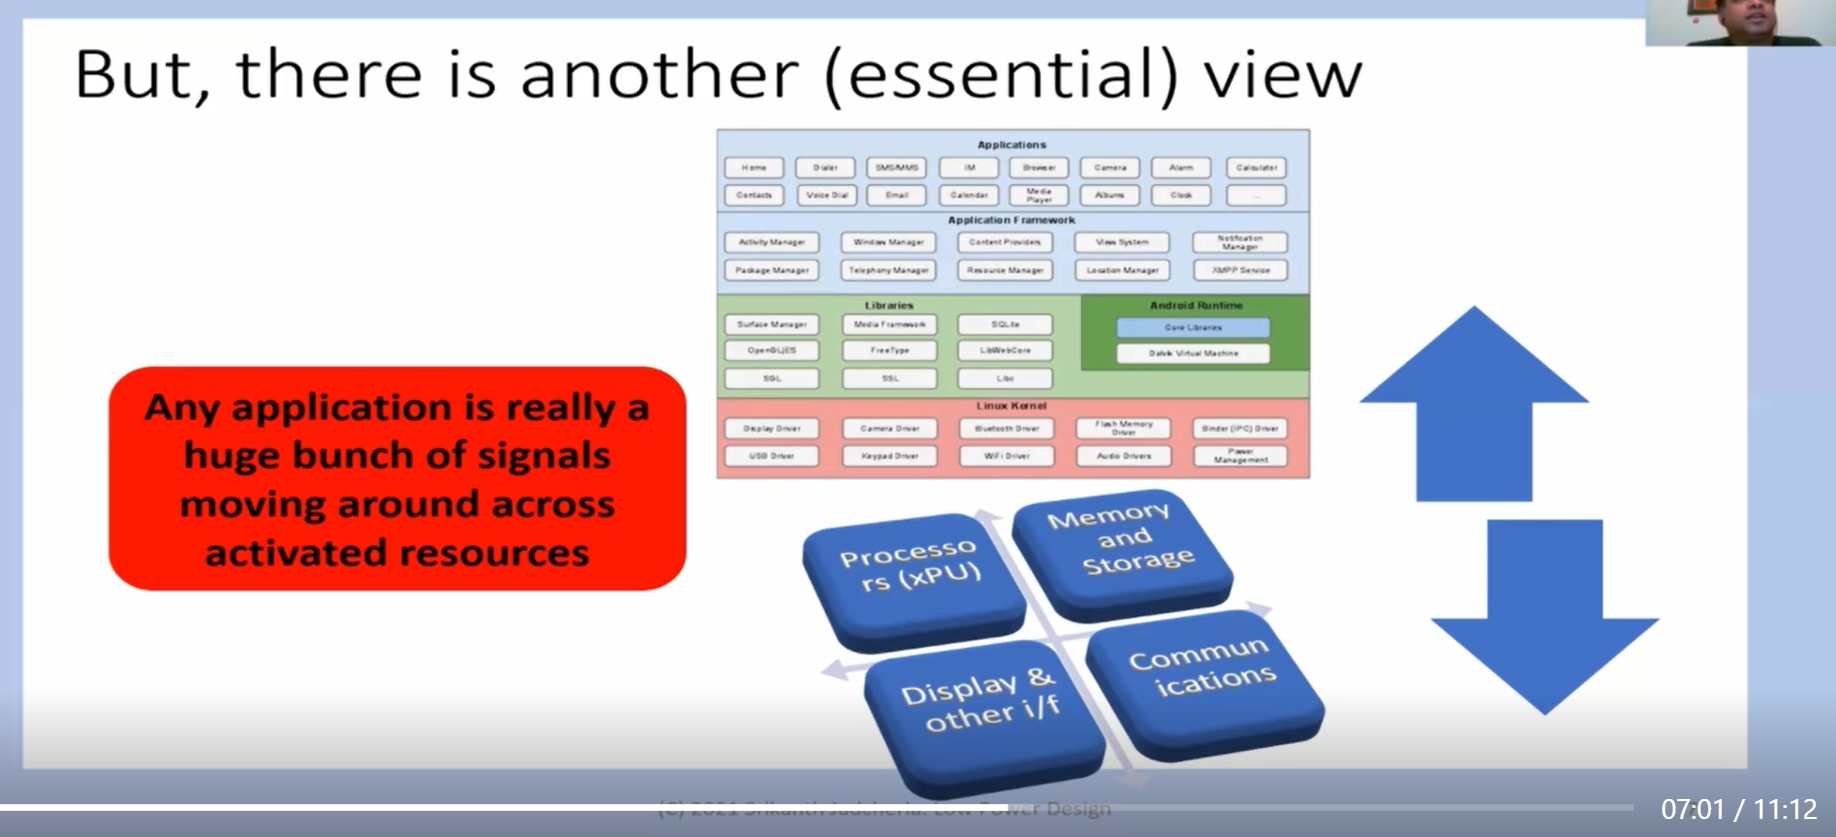 But, there is another (essential) view
Applications
Home Dialer SMS/MMS IM Browser Camera Alarm Calculator
Contacts Voice Dial Email Calendar Media Player Albums Clock ...
Application Framework
Activity Manager Window Manager Content Providers View System Notification Manager
Package Manager Telephony Manager Resource Manager Location Manager XMPP Service
Libraries
Surface Manager Media Framework SQLite
OpenGL|ES FreeType LibWebCore
SGL SSL Libc
Android Runtime
Core Libraries
Dalvik Virtual Machine
Linux Kernel
Display Driver Camera Driver Bluetooth Driver Flash Memory Driver Binder (IPC) Driver
USB Driver Keypad Driver WiFi Driver Audio Drivers Power Management
Any application is really a
huge bunch of signals
moving around across
activated resources
Processo
rs (xPU)
Memory
and
Storage
Display &
other i/f
Commun
ications
(C) 2021 Srikanth Jadcherla: Low Power Design
07:01 / 11:12